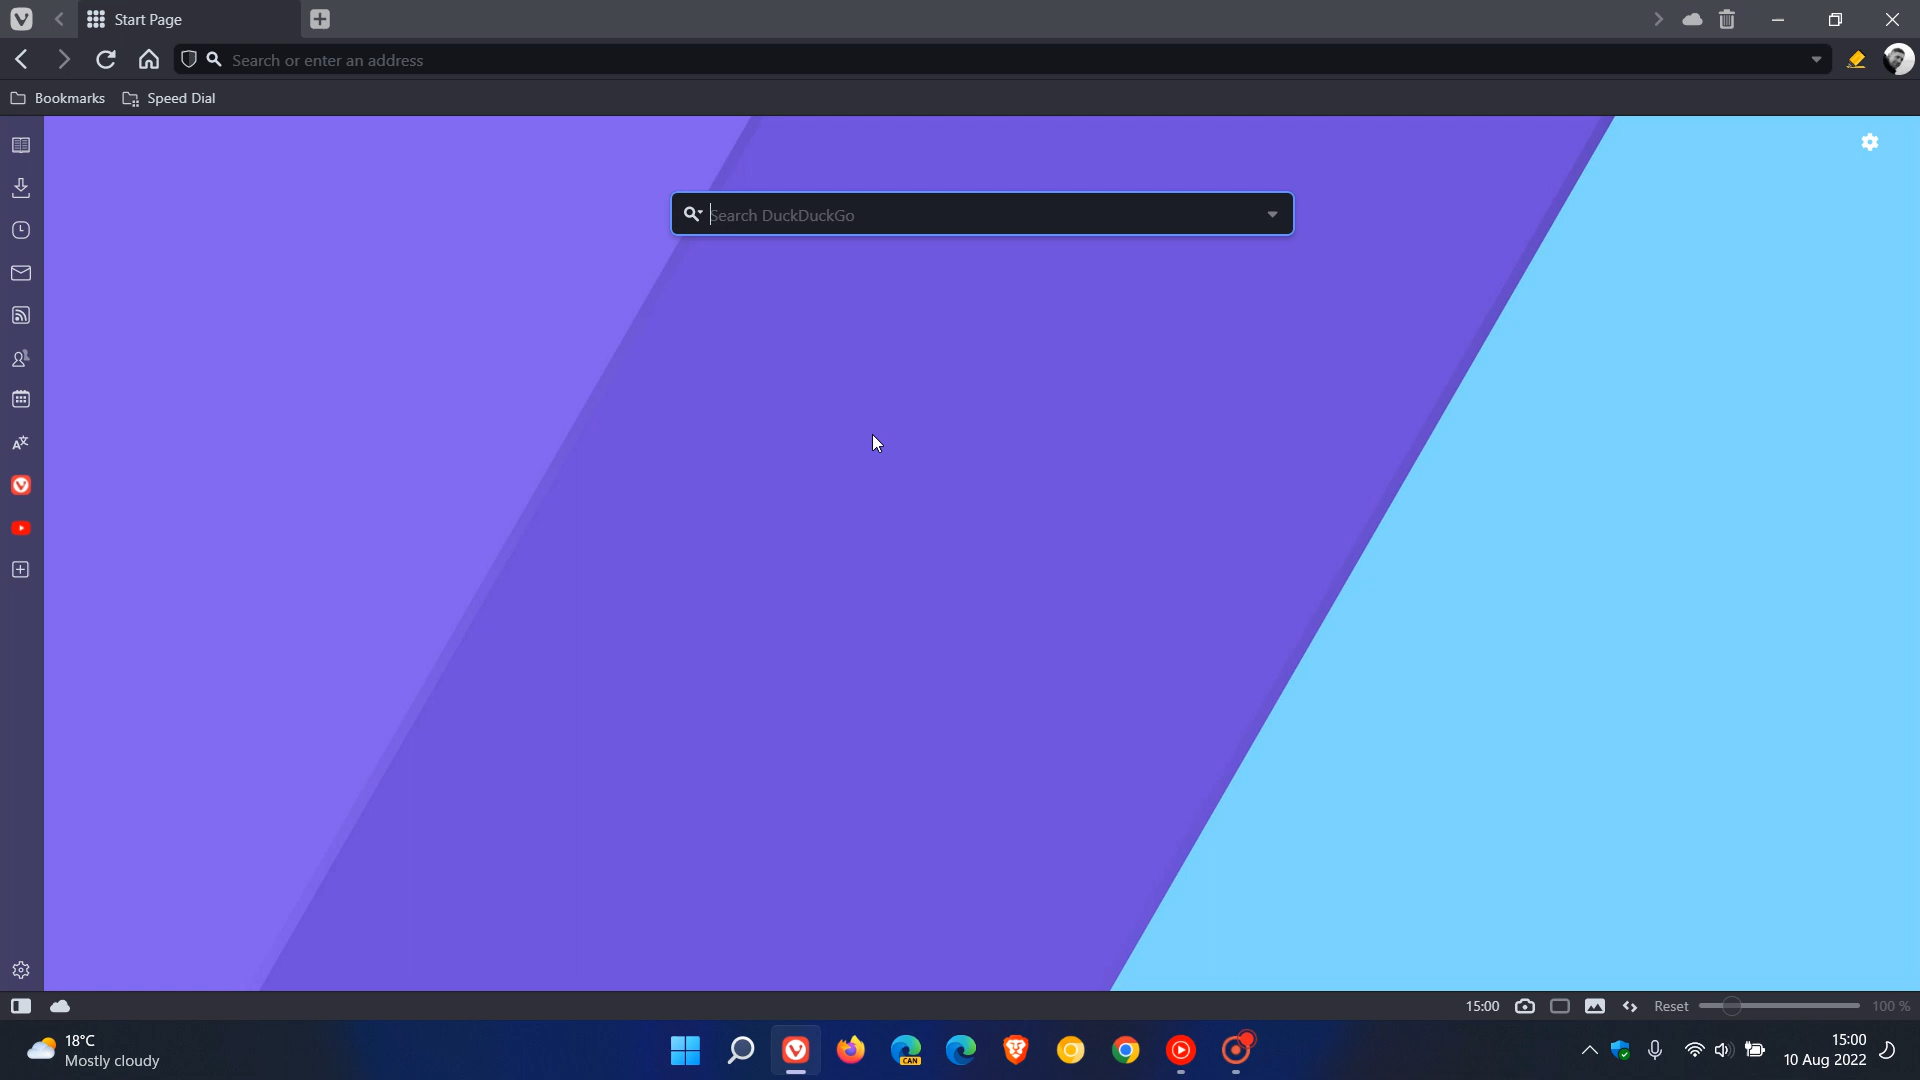 Start Page
Search or enter an address
Bookmarks
Speed Dial
Search DuckDuckGo
15:00
Reset
100 %
18°C
Mostly cloudy
CAN
15:00
10 Aug 2022